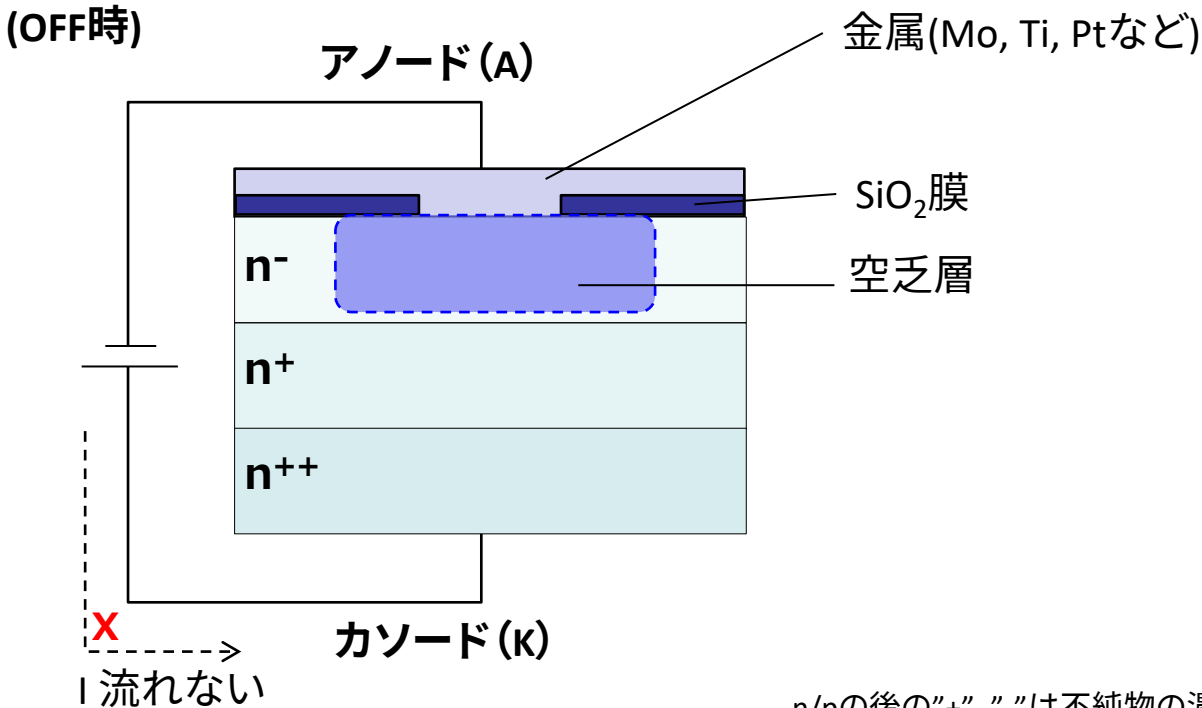 (OFF時)
金属(Mo, Ti, Ptなど)
アノード(A)
SiO₂膜
n⁻
空乏層
n⁺
n⁺⁺
X
カソード(K)
I 流れない